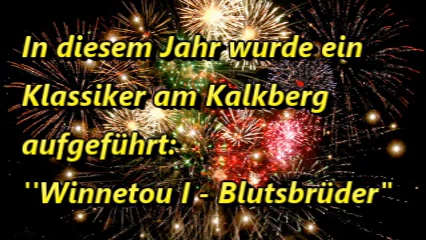 In diesem Jahr wurde ein
Klassiker am Kalkberg
aufgeführt:
''Winnetou I - Blutsbrüder"